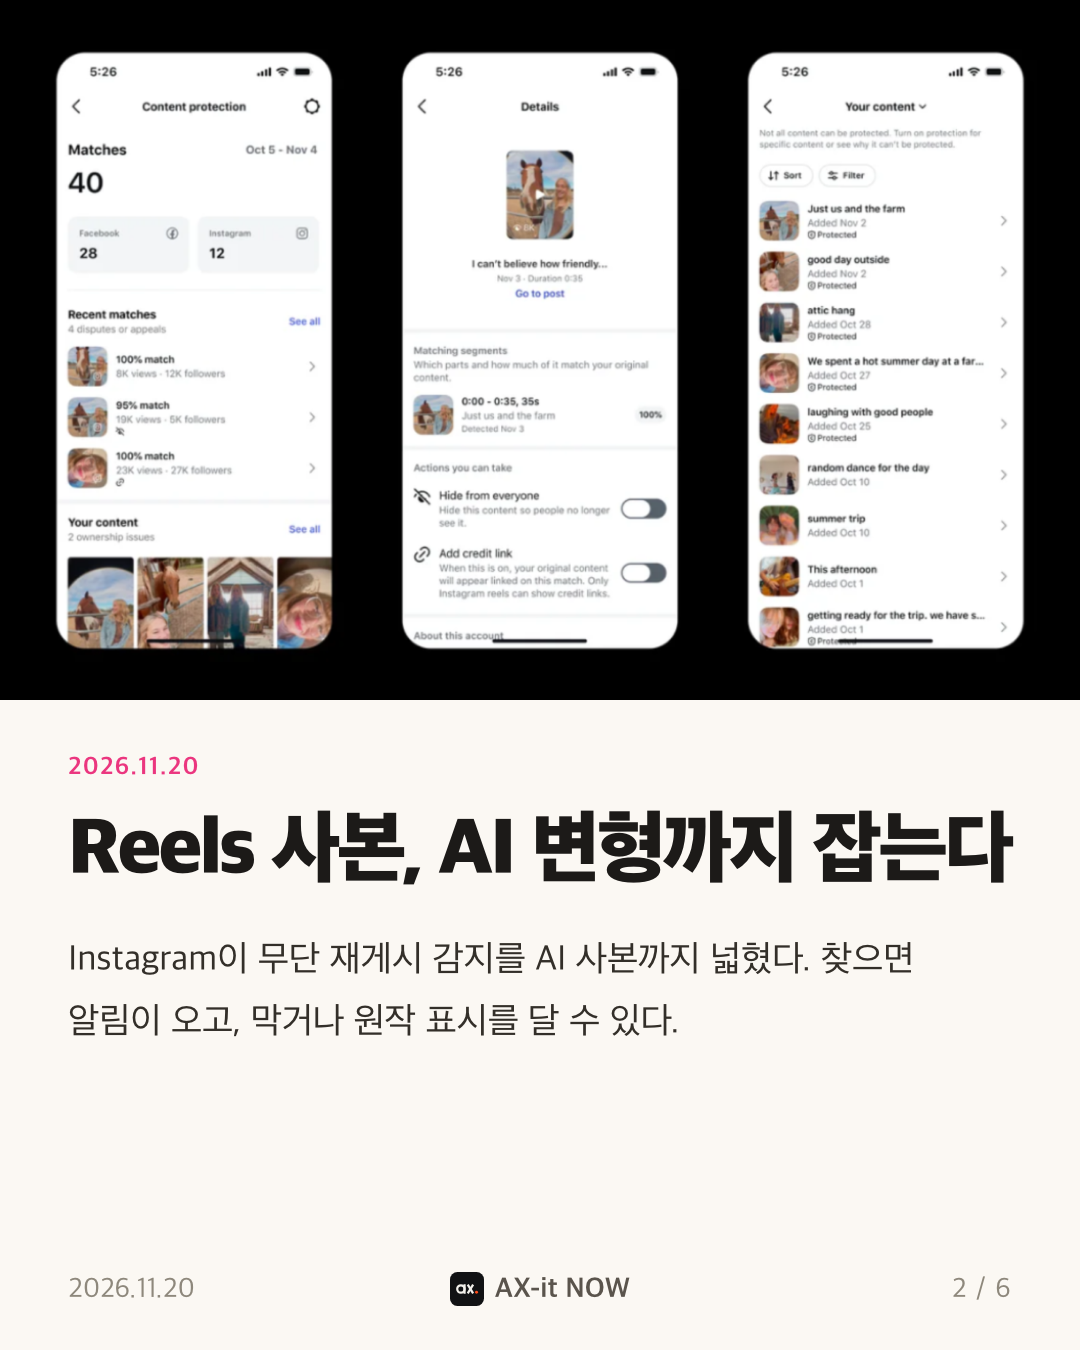 5:26
Content protection
Matches
Oct 5 - Nov 4
40
Facebook
28
Instagram
12
Recent matches
See all
4 disputes or appeals
100% match
8K views · 12K followers
95% match
19K views · 5K followers
100% match
23K views · 27K followers
Your content
See all
2 ownership issues
5:26
Details
8K
I can't believe how friendly...
Nov 3 · Duration 0:35
Go to post
Matching segments
Which parts and how much of it match your original
content.
0:00 - 0:35, 35s
Just us and the farm
Detected Nov 3
100%
Actions you can take
Hide from everyone
Hide this content so people no longer
see it.
Add credit link
When this is on, your original content
will appear linked on this match. Only
Instagram reels can show credit links.
About this account
5:26
Your content
Not all content can be protected. Turn on protection for
specific content or see why it can't be protected.
Sort
Filter
Just us and the farm
Added Nov 2
Protected
good day outside
Added Nov 2
Protected
attic hang
Added Oct 28
Protected
We spent a hot summer day at a far...
Added Oct 27
Protected
laughing with good people
Added Oct 25
Protected
random dance for the day
Added Oct 10
summer trip
Added Oct 10
This afternoon
Added Oct 1
getting ready for the trip. we have s...
Added Oct 1
Protected
2026.11.20
Reels 사본, AI 변형까지 잡는다
Instagram이 무단 재게시 감지를 AI 사본까지 넓혔다. 찾으면
알림이 오고, 막거나 원작 표시를 달 수 있다.
2026.11.20
ax.
AX-it NOW
2 / 6